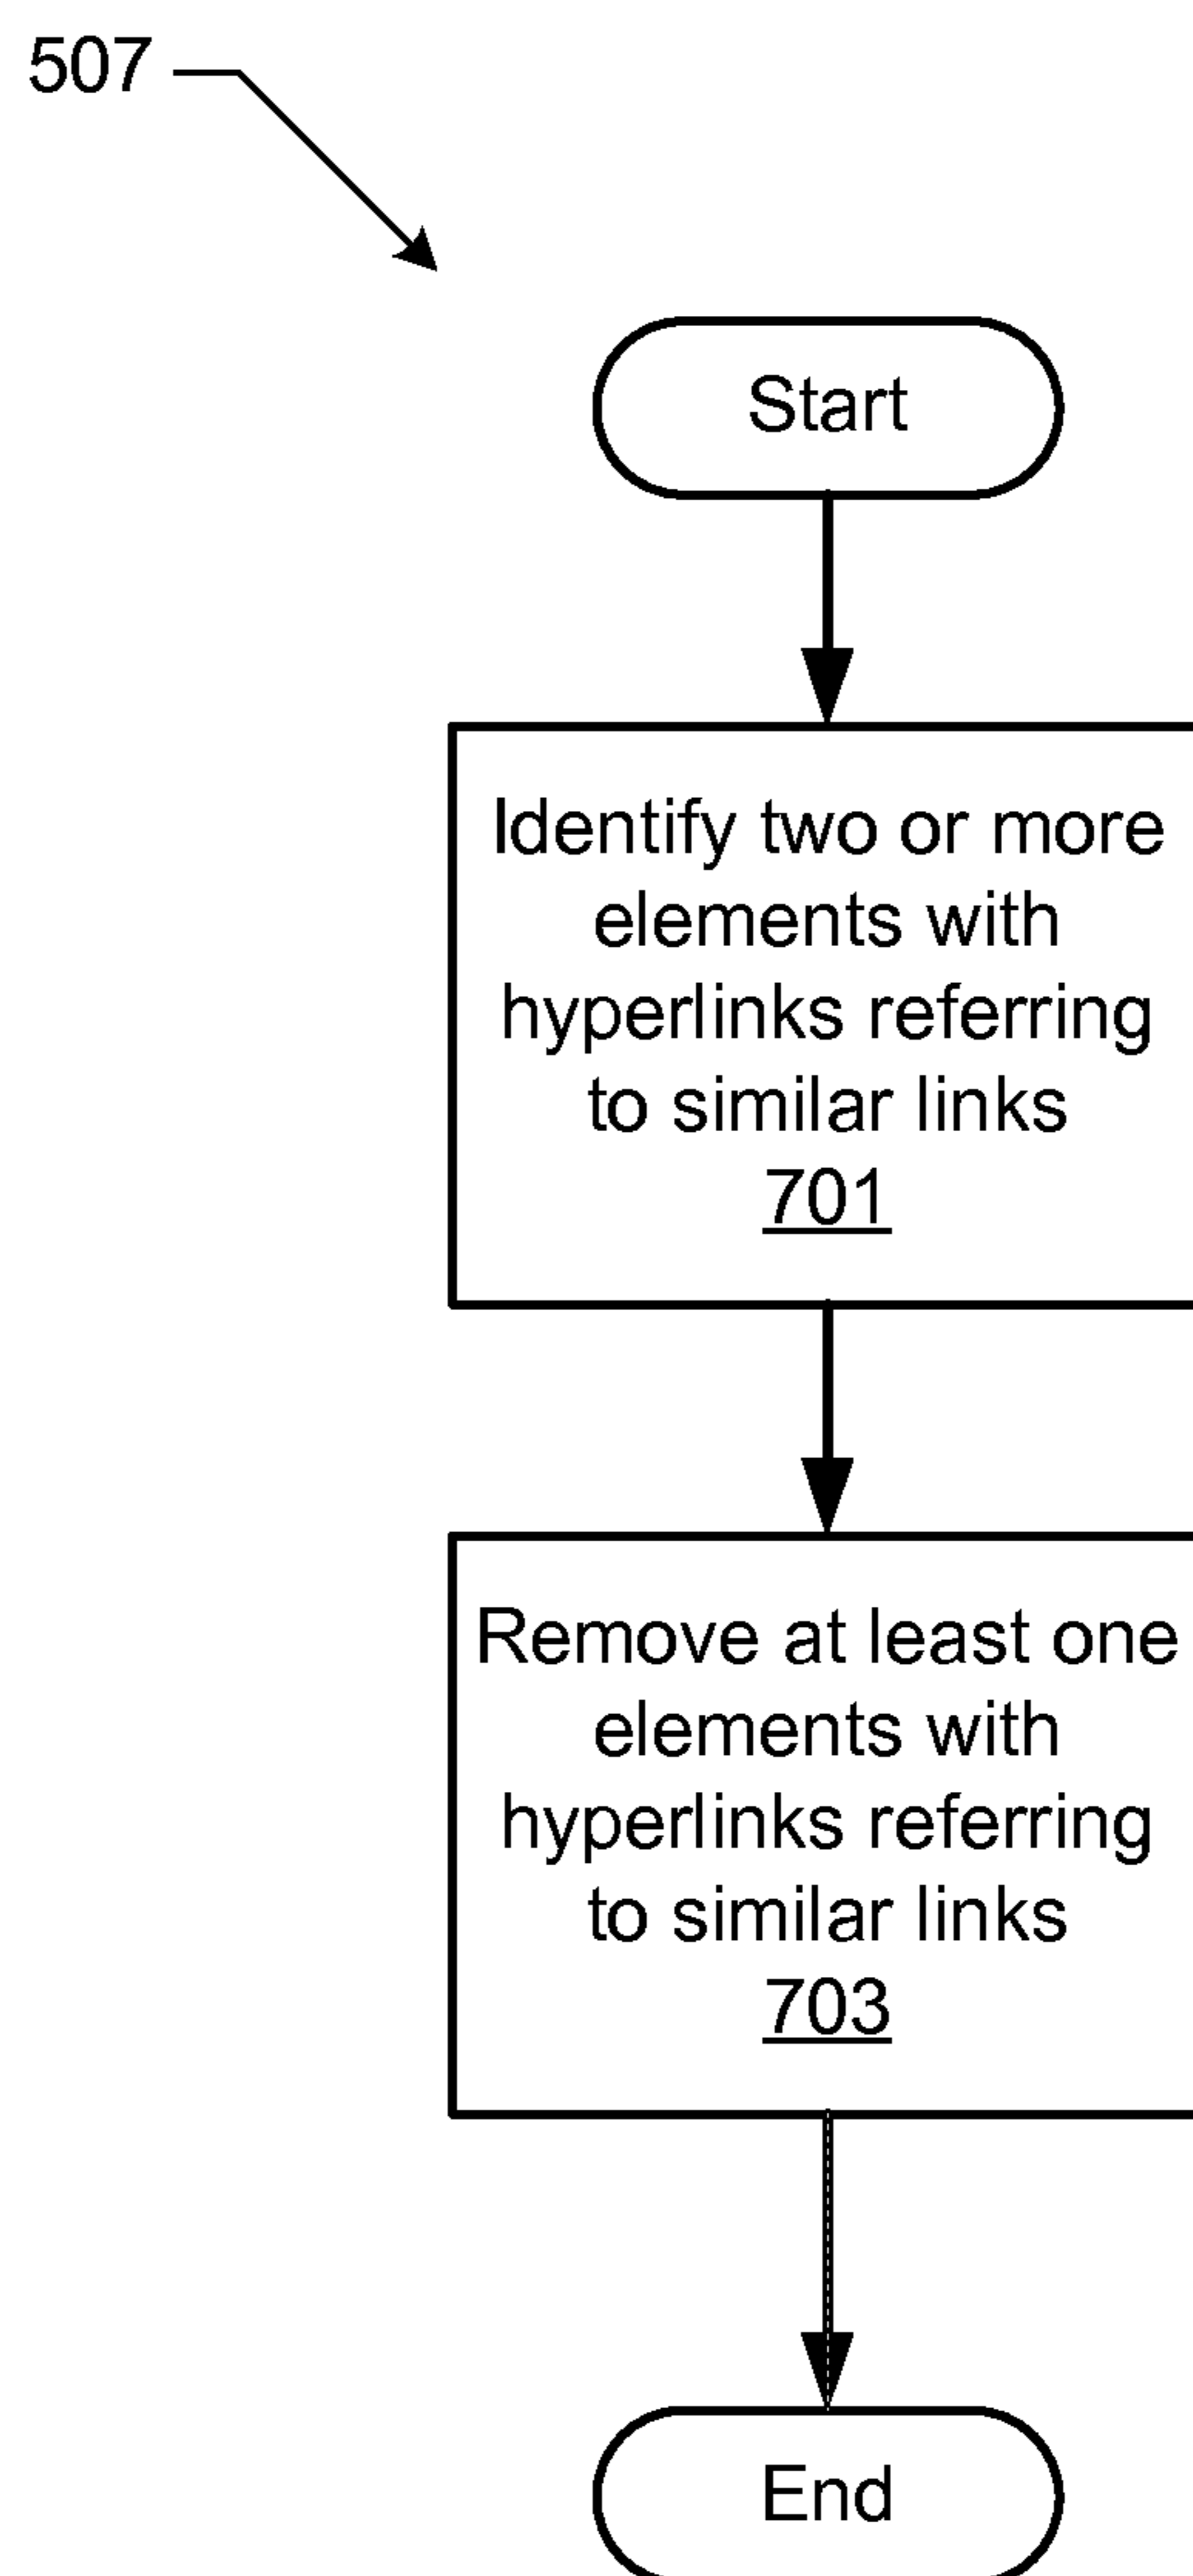 507
Start
Identify two or more
elements with
hyperlinks referring
to similar links
701
Remove at least one
elements with
hyperlinks referring
to similar links
703
End